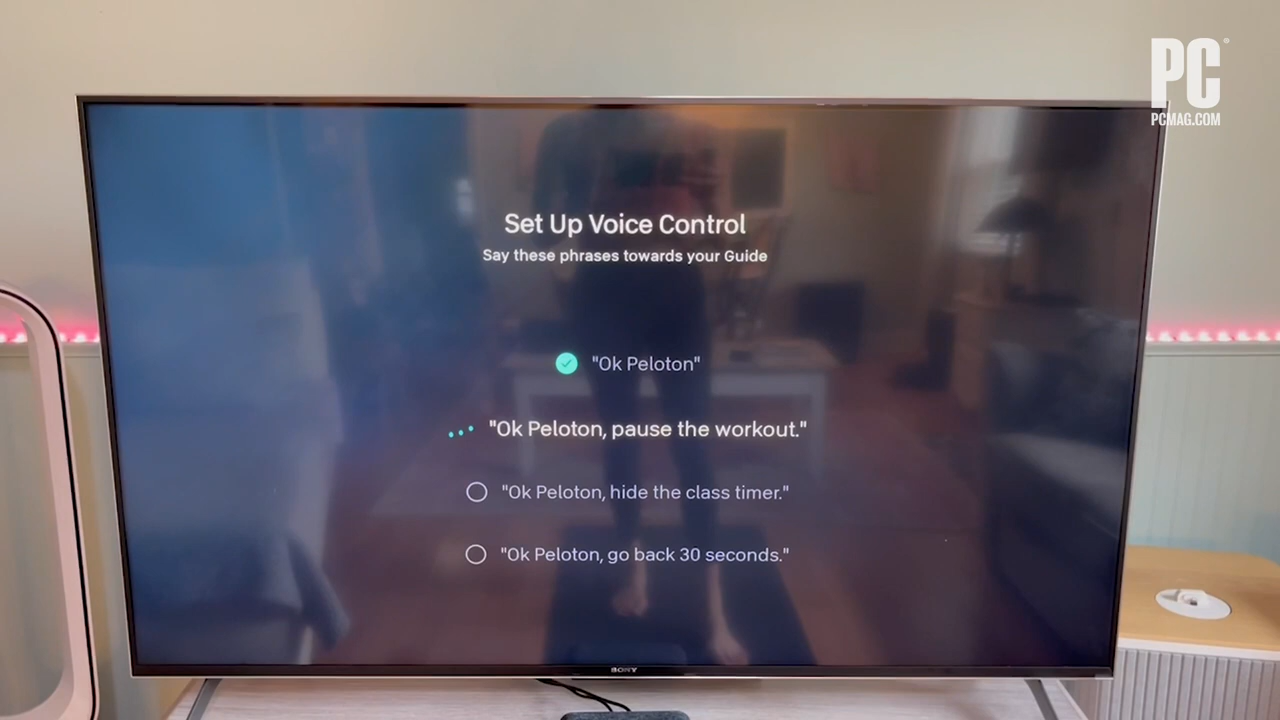 PC
PCMAG.COM
Set Up Voice Control
Say these phrases towards your Guide
"Ok Peloton"
"Ok Peloton, pause the workout."
"Ok Peloton, hide the class timer."
"Ok Peloton, go back 30 seconds."
SONY